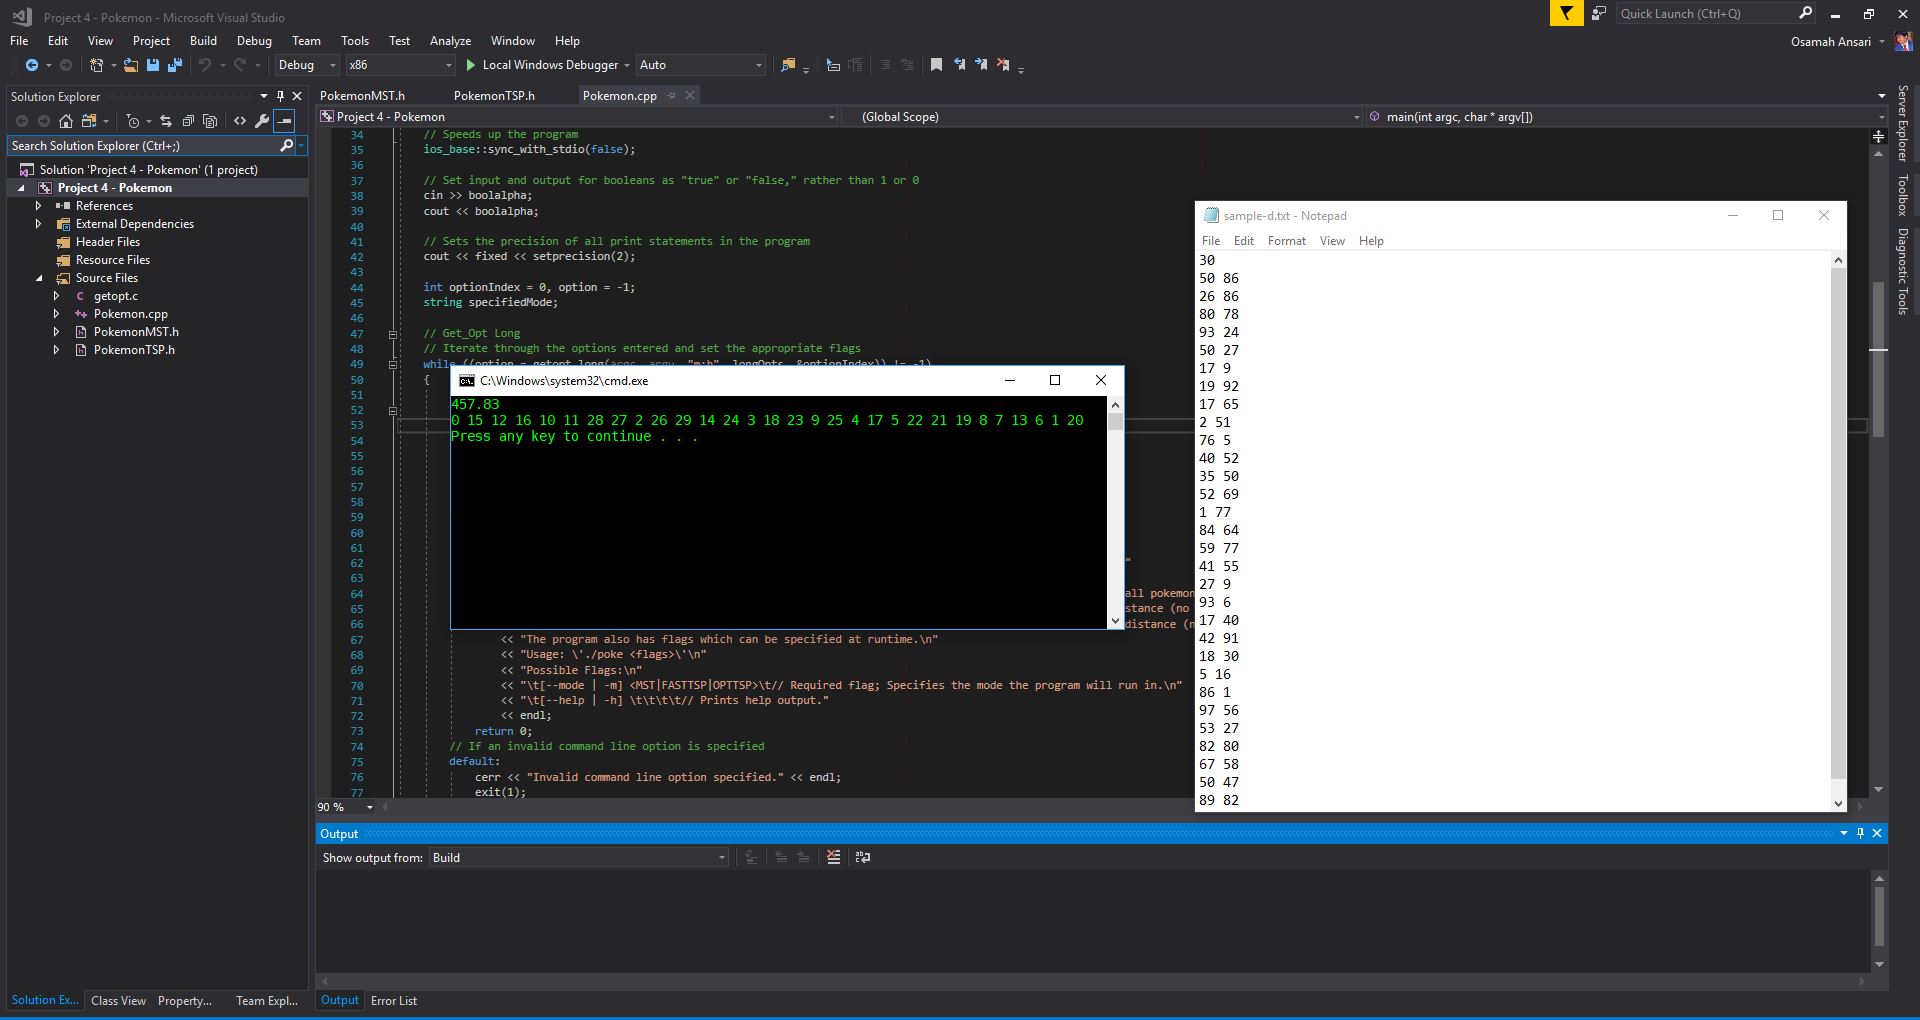 Project 4 - Pokemon - Microsoft Visual Studio
Quick Launch (Ctrl+Q)
File Edit View Project Build Debug Team Tools Test Analyze Window Help
Osamah Ansari
Debug x86 Local Windows Debugger Auto
Solution Explorer
Search Solution Explorer (Ctrl+;)
Solution 'Project 4 - Pokemon' (1 project)
Project 4 - Pokemon
References
External Dependencies
Header Files
Resource Files
Source Files
getopt.c
Pokemon.cpp
PokemonMST.h
PokemonTSP.h
Solution Ex... Class View Property... Team Expl...
PokemonMST.h PokemonTSP.h Pokemon.cpp
Project 4 - Pokemon (Global Scope) main(int argc, char * argv[])
34 // Speeds up the program
35 ios_base::sync_with_stdio(false);
36
37 // Set input and output for booleans as "true" or "false," rather than 1 or 0
38 cin >> boolalpha;
39 cout << boolalpha;
40
41 // Sets the precision of all print statements in the program
42 cout << fixed << setprecision(2);
43
44 int optionIndex = 0, option = -1;
45 string specifiedMode;
46
47 // Get_Opt Long
48 // Iterate through the options entered and set the appropriate flags
49 while ((option = getopt_long(argc, argv, "m:h", longOpts, &optionIndex)) != -1)
50 {
51
52
53
54
55
56
57
58
59
60
61
62 "
63
64 all pokemon
65 stance (no
66 distance (n
67 << "The program also has flags which can be specified at runtime.\n"
68 << "Usage: \'./poke <flags>\'\n"
69 << "Possible Flags:\n"
70 << "\t[--mode | -m] <MST|FASTTSP|OPTTSP>\t// Required flag; Specifies the mode the program will run in.\n"
71 << "\t[--help | -h] \t\t\t\t// Prints help output."
72 << endl;
73 return 0;
74 // If an invalid command line option is specified
75 default:
76 cerr << "Invalid command line option specified." << endl;
77 exit(1);
90 %
C:\Windows\system32\cmd.exe
457.83
0 15 12 16 10 11 28 27 2 26 29 14 24 3 18 23 9 25 4 17 5 22 21 19 8 7 13 6 1 20
Press any key to continue . . .
sample-d.txt - Notepad
File Edit Format View Help
30
50 86
26 86
80 78
93 24
50 27
17 9
19 92
17 65
2 51
76 5
40 52
35 50
52 69
1 77
84 64
59 77
41 55
27 9
93 6
17 40
42 91
18 30
5 16
86 1
97 56
53 27
82 80
67 58
50 47
89 82
Server Explorer
Toolbox
Diagnostic Tools
Output
Show output from: Build
Output Error List